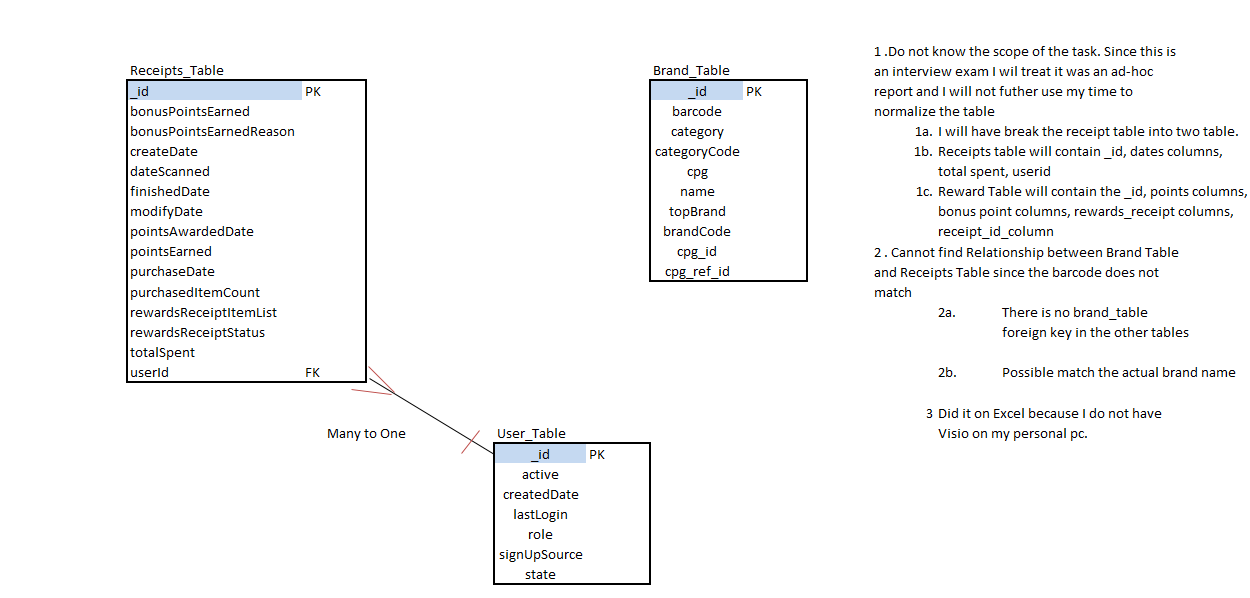 Receipts_Table
_id PK
bonusPointsEarned
bonusPointsEarnedReason
createDate
dateScanned
finishedDate
modifyDate
pointsAwardedDate
pointsEarned
purchaseDate
purchasedItemCount
rewardsReceiptItemList
rewardsReceiptStatus
totalSpent
userId FK
Many to One
Brand_Table
_id PK
barcode
category
categoryCode
cpg
name
topBrand
brandCode
cpg_id
cpg_ref_id
User_Table
_id PK
active
createdDate
lastLogin
role
signUpSource
state
1 .Do not know the scope of the task. Since this is
an interview exam I wil treat it was an ad-hoc
report and I will not futher use my time to
normalize the table
1a. I will have break the receipt table into two table.
1b. Receipts table will contain _id, dates columns,
total spent, userid
1c. Reward Table will contain the _id, points columns,
bonus point columns, rewards_receipt columns,
receipt_id_column
2 . Cannot find Relationship between Brand Table
and Receipts Table since the barcode does not
match
2a. There is no brand_table
foreign key in the other tables
2b. Possible match the actual brand name
3 Did it on Excel because I do not have
Visio on my personal pc.